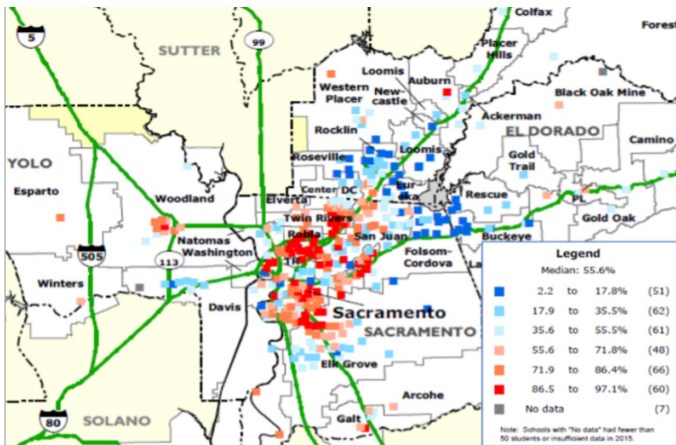 5
SUTTER
99
Colfax
Placer
Hills
Forest
Loomis
Auburn
Western
Placer
New-
castle
Black Oak Mine
Ackerman
Rocklin
Loomis
EL DORADO
YOLO
Roseville
Camino
Gold
Trail
Esparto
Woodland
Center
DC
Eur-
eka
Rescue
PL
Elverta
Twin Rivers
Robla
San Juan
Gold Oak
Natomas
Washington
TR
Buckeye
505
113
Folsom-
Cordova
La
Winters
Davis
Sacramento
SACRAMENTO
Elk Grove
Arcohe
Galt
80
SOLANO
Legend
Median: 55.6%
2.2 to 17.8% (51)
17.9 to 35.5% (62)
35.6 to 55.5% (61)
55.6 to 71.8% (48)
71.9 to 86.4% (66)
86.5 to 97.1% (60)
No data (7)
Note: Schools with "No data" had fewer than
50 students or insufficient data in 2015.